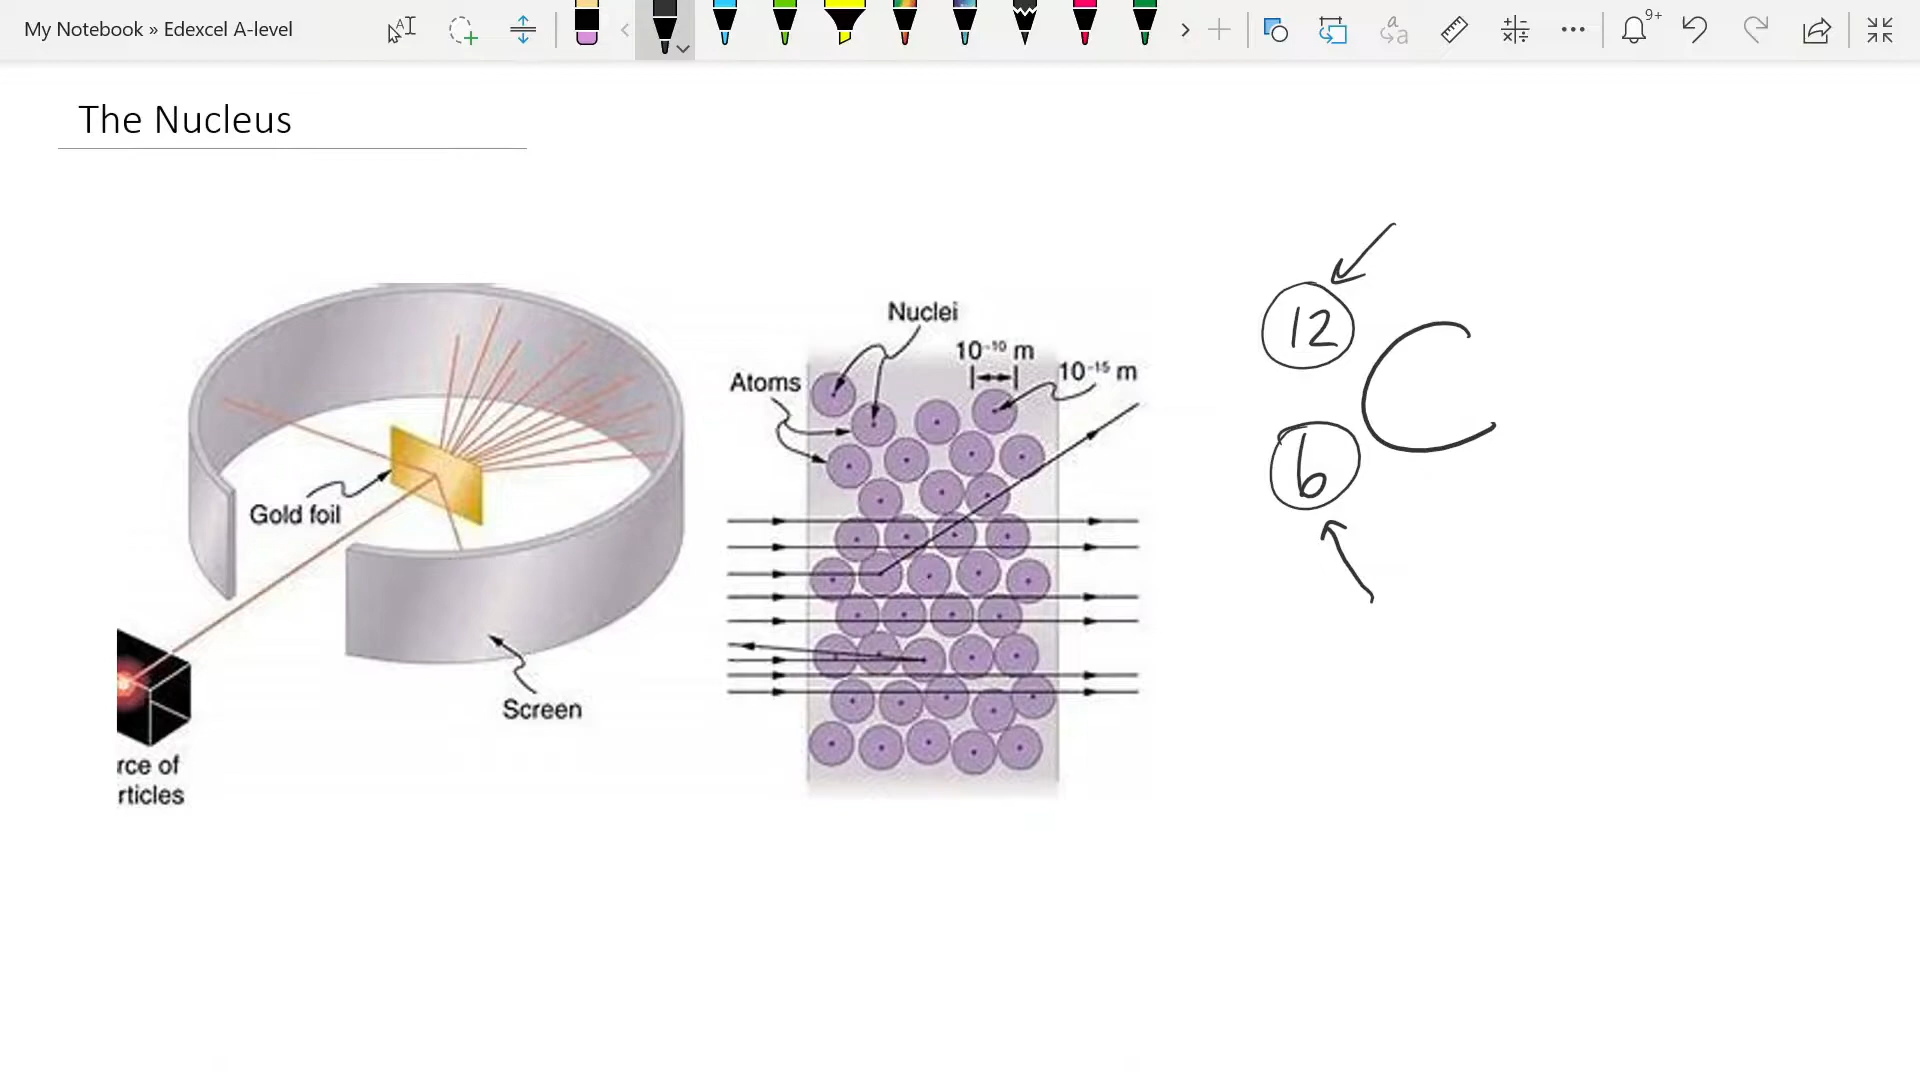 My Notebook » Edexcel A-level
9+
The Nucleus
Gold foil
Screen
rce of
rticles
Nuclei
10⁻¹⁰ m
Atoms
10⁻¹⁵ m
12
C
6